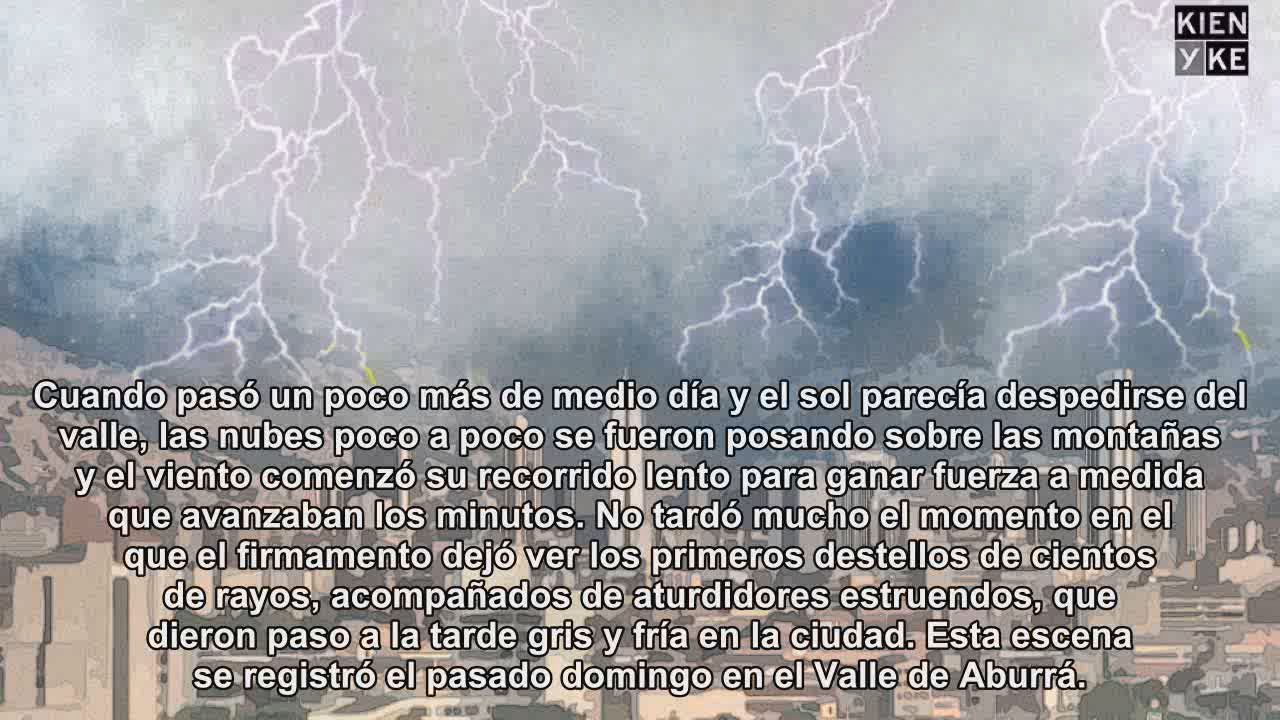 KIEN
Y KE
Cuando pasó un poco más de medio día y el sol parecía despedirse del
valle, las nubes poco a poco se fueron posando sobre las montañas
y el viento comenzó su recorrido lento para ganar fuerza a medida
que avanzaban los minutos. No tardó mucho el momento en el
que el firmamento dejó ver los primeros destellos de cientos
de rayos, acompañados de aturdidores estruendos, que
dieron paso a la tarde gris y fría en la ciudad. Esta escena
se registró el pasado domingo en el Valle de Aburrá.